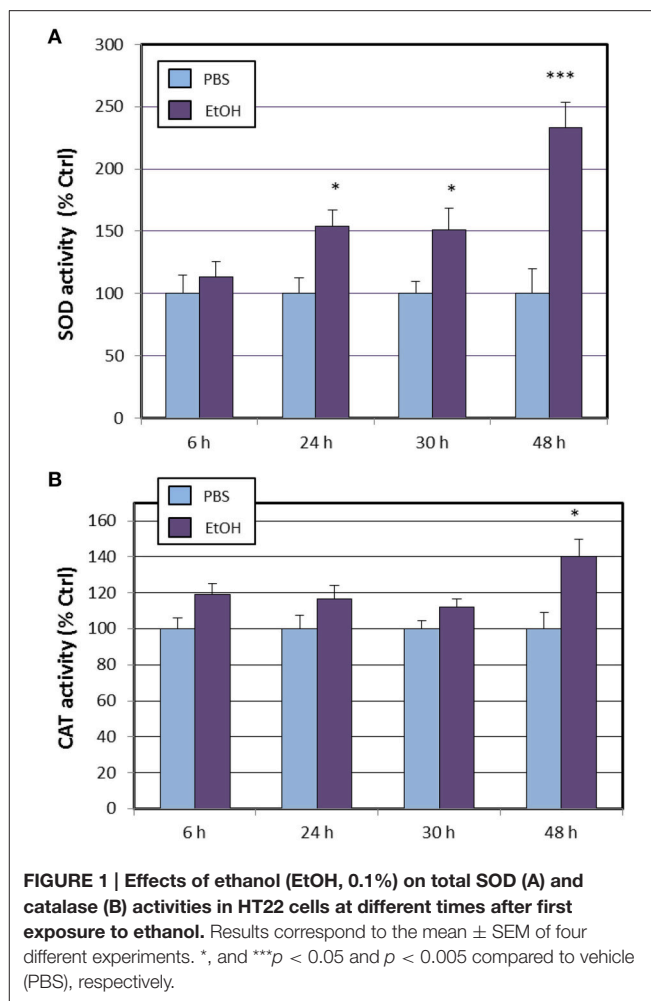 A
300
250
200
150
100
50
0
SOD activity (% Ctrl)
PBS
EtOH
*
*
***
6 h 24 h 30 h 48 h
B
160
140
120
100
80
60
40
20
0
CAT activity (% Ctrl)
PBS
EtOH
*
6 h 24 h 30 h 48 h
FIGURE 1 | Effects of ethanol (EtOH, 0.1%) on total SOD (A) and
catalase (B) activities in HT22 cells at different times after first
exposure to ethanol. Results correspond to the mean ± SEM of four
different experiments. *, and ***p < 0.05 and p < 0.005 compared to vehicle
(PBS), respectively.